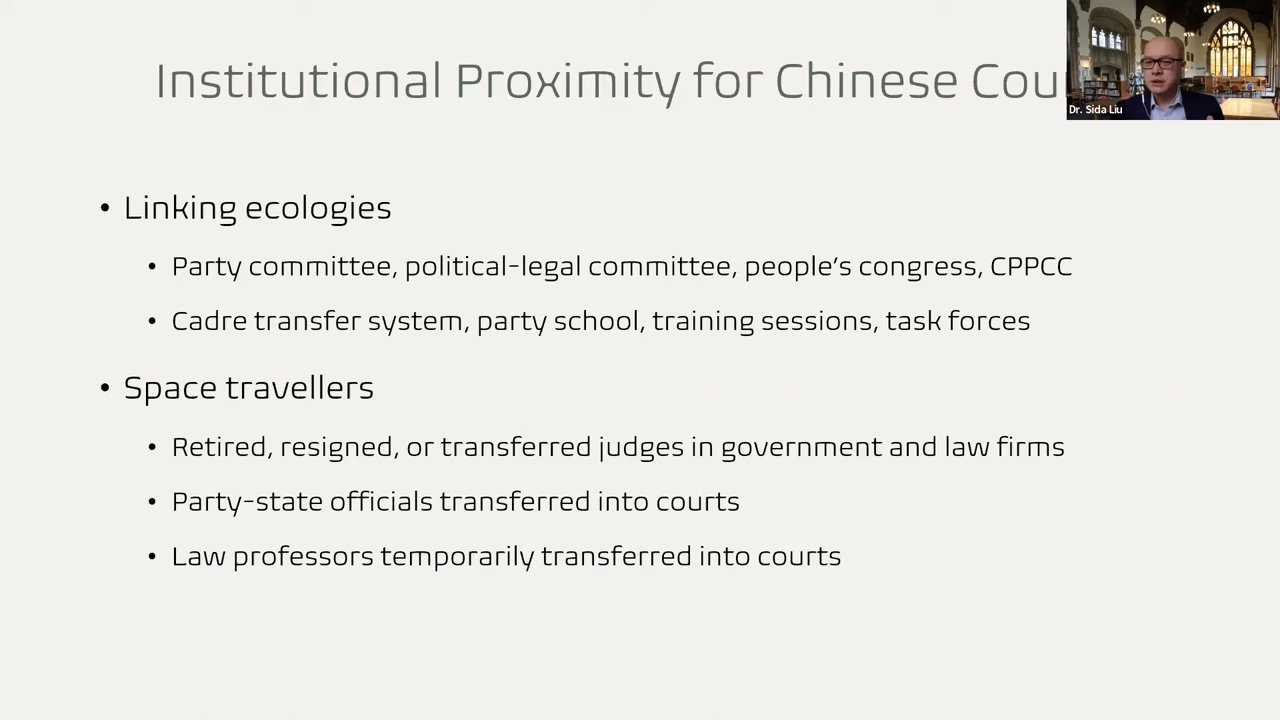 Institutional Proximity for Chinese
Dr. Sida Liu
• Linking ecologies
• Party committee, political-legal committee, people's congress, CPPCC
• Cadre transfer system, party school, training sessions, task forces
• Space travellers
• Retired, resigned, or transferred judges in government and law firms
• Party-state officials transferred into courts
• Law professors temporarily transferred into courts